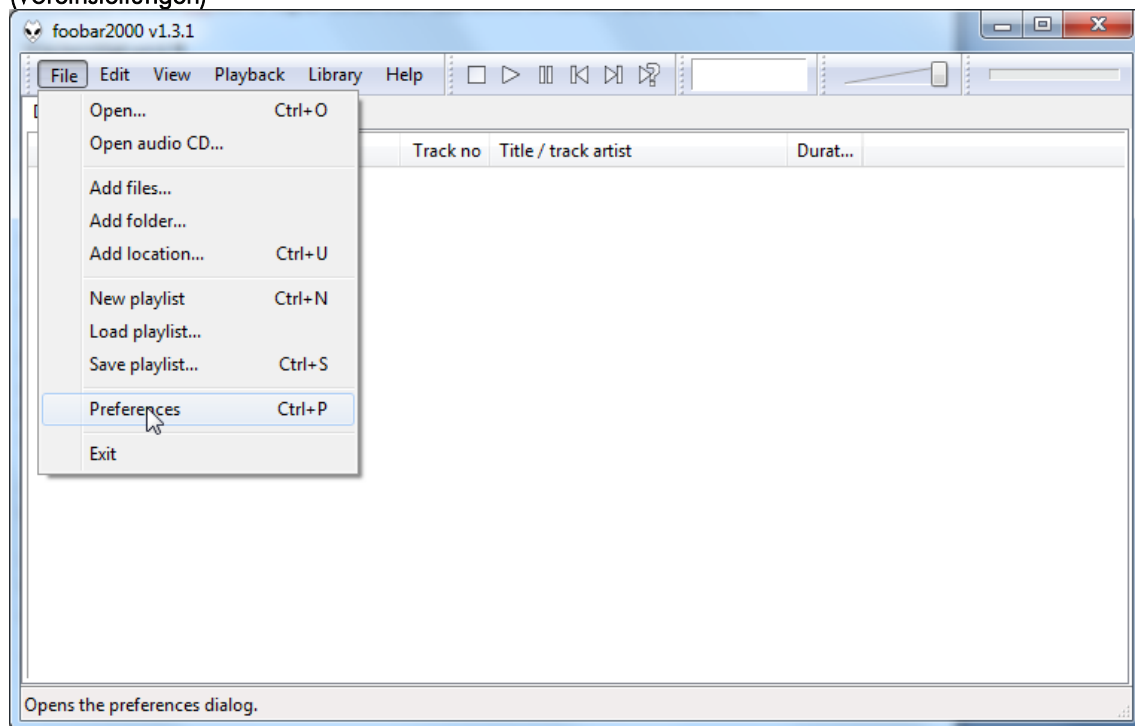 (Voreinstellungen)
foobar2000 v1.3.1
File Edit View Playback Library Help
Open... Ctrl+O
Open audio CD...
Track no Title / track artist Durat...
Add files...
Add folder...
Add location... Ctrl+U
New playlist Ctrl+N
Load playlist...
Save playlist... Ctrl+S
Preferences Ctrl+P
Exit
Opens the preferences dialog.